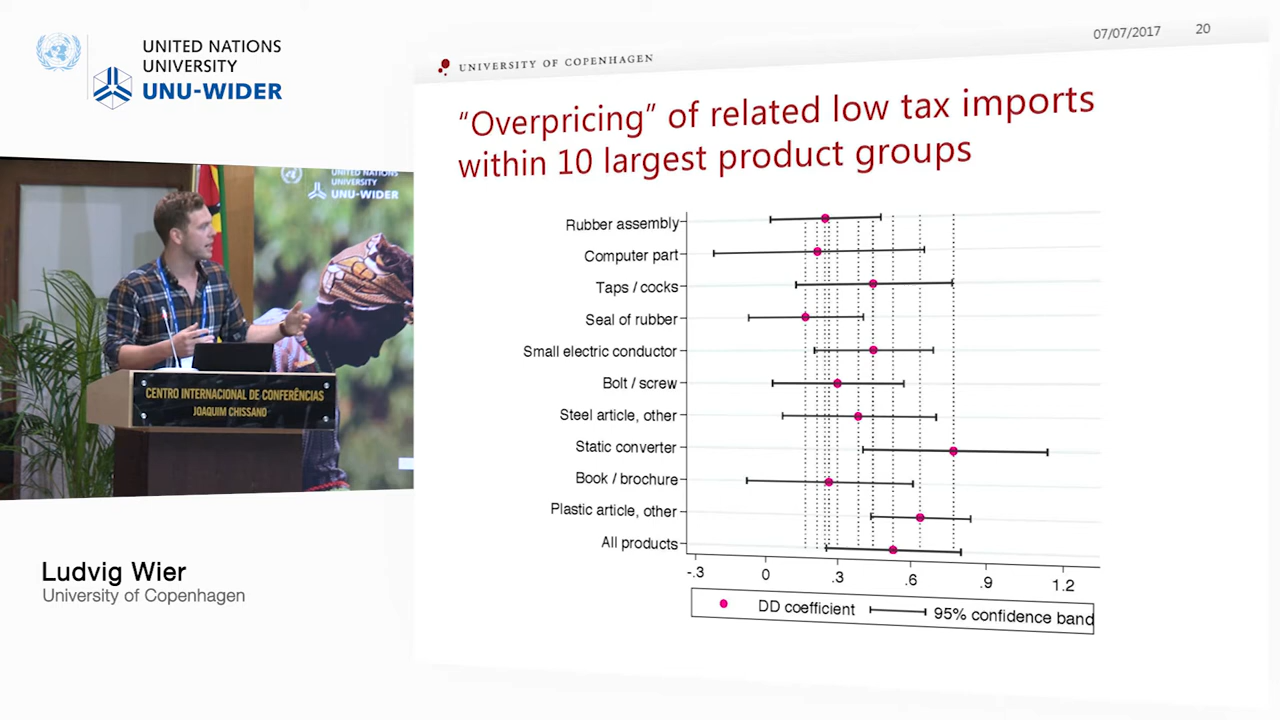 UNITED NATIONS
UNIVERSITY
UNU-WIDER
UNITED NATIONS
UNIVERSITY
UNU-WIDER
CENTRO INTERNACIONAL DE CONFERÊNCIAS
JOAQUIM CHISSANO
Ludvig Wier
University of Copenhagen
UNIVERSITY OF COPENHAGEN
07/07/2017
20
“Overpricing” of related low tax imports
within 10 largest product groups
Rubber assembly
Computer part
Taps / cocks
Seal of rubber
Small electric conductor
Bolt / screw
Steel article, other
Static converter
Book / brochure
Plastic article, other
All products
-.3 0 .3 .6 .9 1.2
DD coefficient 95% confidence band